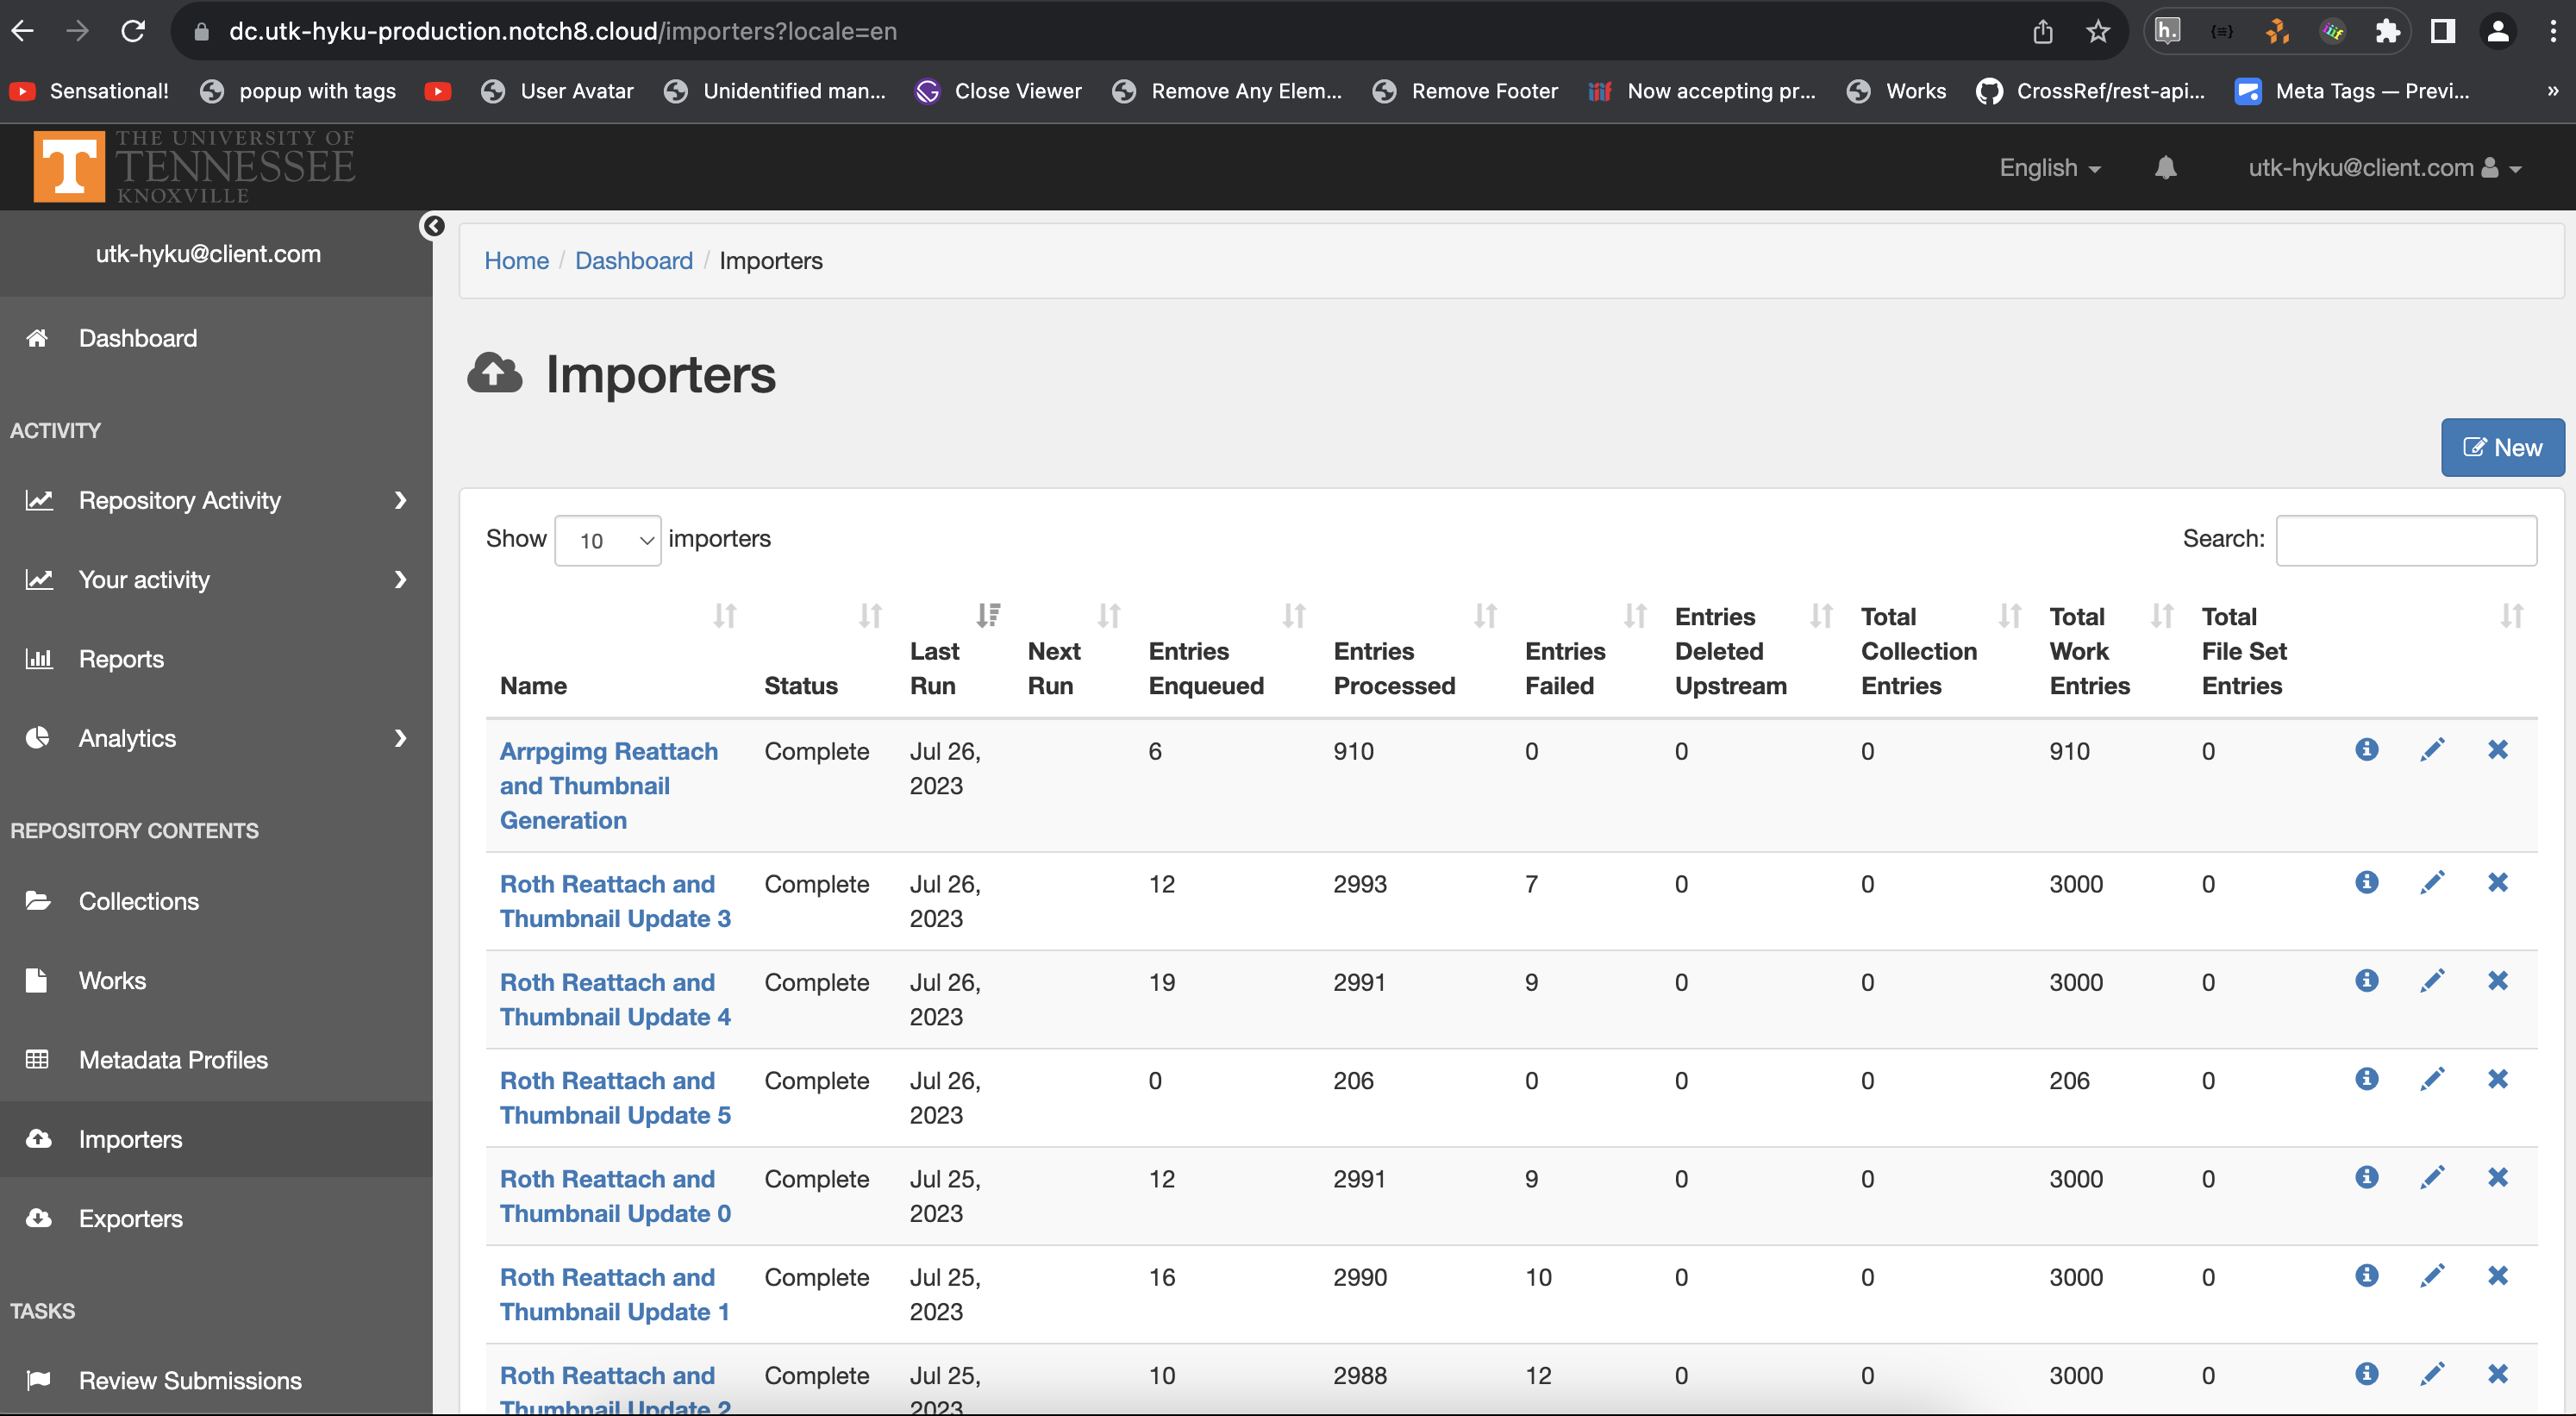 dc.utk-hyku-production.notch8.cloud/importers?locale=en
h.
Sensational! popup with tags User Avatar Unidentified man... Close Viewer Remove Any Elem... Remove Footer Now accepting pr... Works CrossRef/rest-api... Meta Tags — Previ... »
THE UNIVERSITY OF
TENNESSEE
KNOXVILLE
English
utk-hyku@client.com
utk-hyku@client.com
Dashboard
ACTIVITY
Repository Activity
Your activity
Reports
Analytics
REPOSITORY CONTENTS
Collections
Works
Metadata Profiles
Importers
Exporters
TASKS
Review Submissions
Home / Dashboard / Importers
Importers
New
Show 10 importers
Search:
Name Status Last Run Next Run Entries Enqueued Entries Processed Entries Failed Entries Deleted Upstream Total Collection Entries Total Work Entries Total File Set Entries
Arrpgimg Reattach and Thumbnail Generation Complete Jul 26, 2023 6 910 0 0 0 910 0
Roth Reattach and Thumbnail Update 3 Complete Jul 26, 2023 12 2993 7 0 0 3000 0
Roth Reattach and Thumbnail Update 4 Complete Jul 26, 2023 19 2991 9 0 0 3000 0
Roth Reattach and Thumbnail Update 5 Complete Jul 26, 2023 0 206 0 0 0 206 0
Roth Reattach and Thumbnail Update 0 Complete Jul 25, 2023 12 2991 9 0 0 3000 0
Roth Reattach and Thumbnail Update 1 Complete Jul 25, 2023 16 2990 10 0 0 3000 0
Roth Reattach and Thumbnail Update 2 Complete Jul 25, 2023 10 2988 12 0 0 3000 0